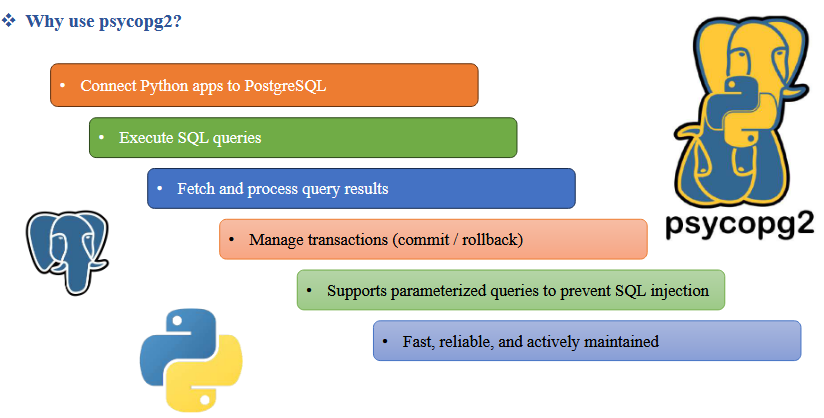 ❖ Why use psycopg2?
• Connect Python apps to PostgreSQL
• Execute SQL queries
• Fetch and process query results
• Manage transactions (commit / rollback)
• Supports parameterized queries to prevent SQL injection
• Fast, reliable, and actively maintained
psycopg2